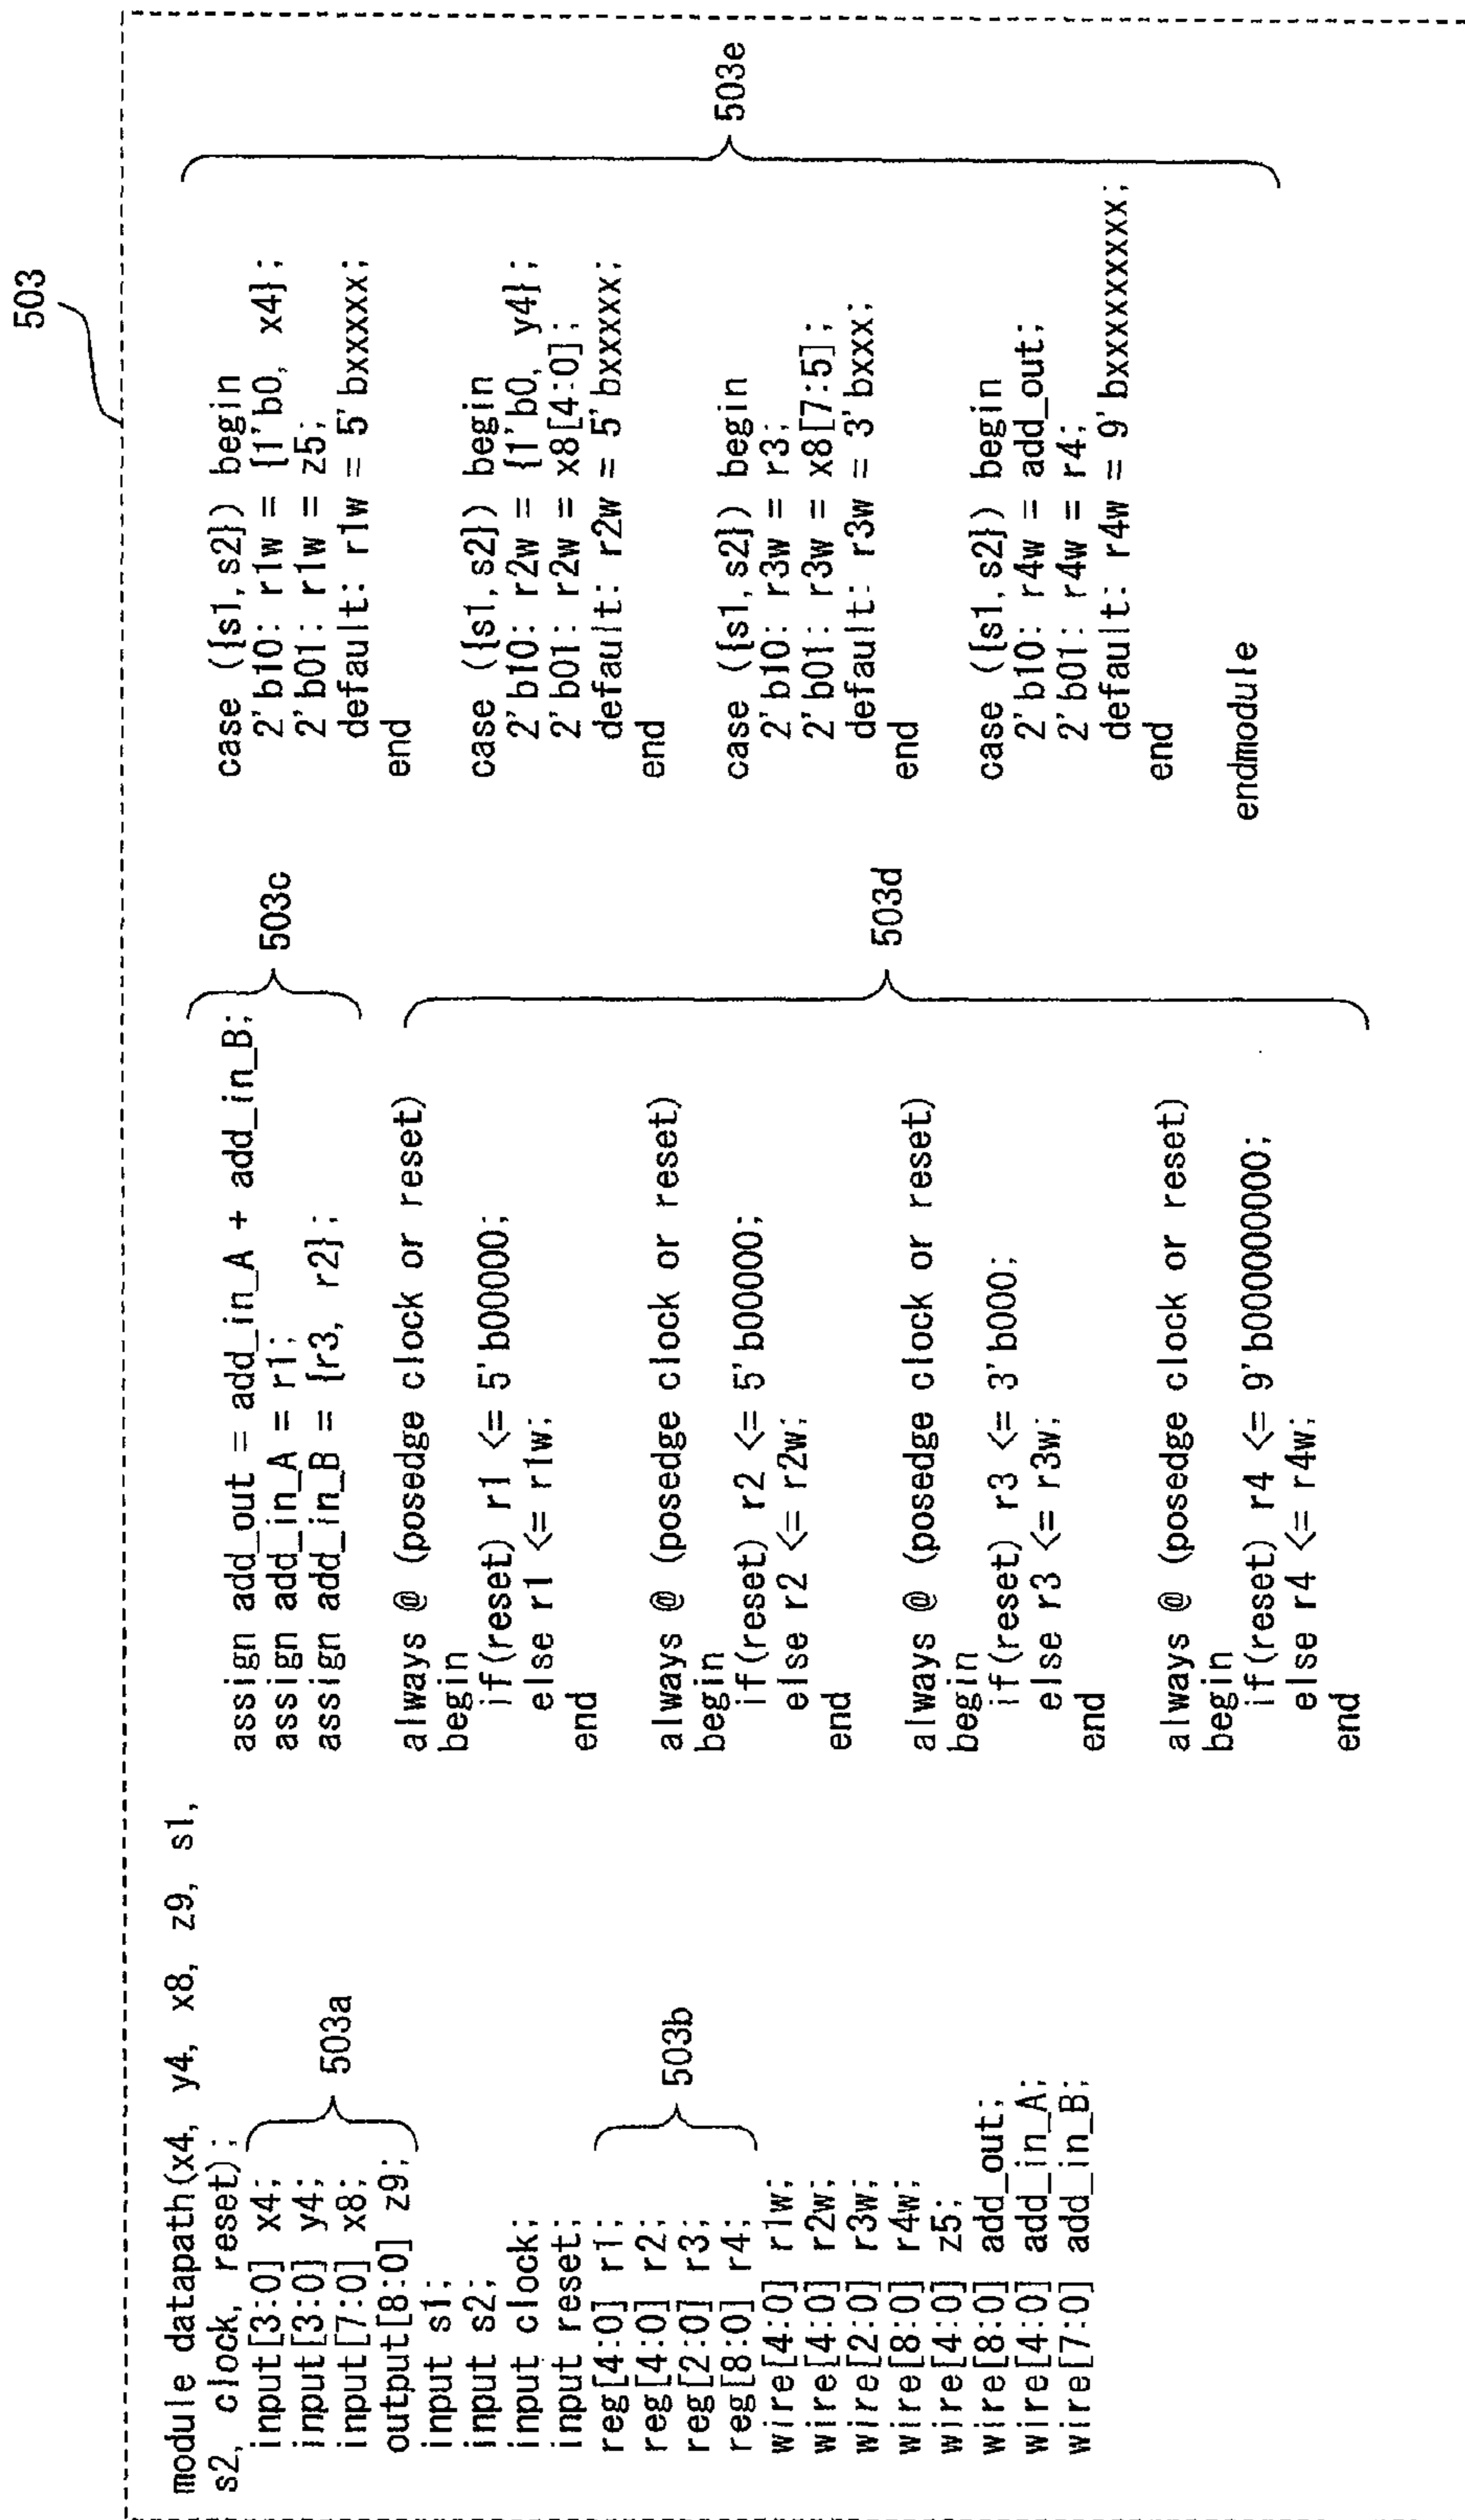 503
module datapath(x4, y4, x8, z9, s1,
s2, clock, reset);
input[3:0] x4;
input[3:0] y4;
input[7:0] x8;
output[8:0] z9;
503a
input s1;
input s2;
input clock;
input reset;
reg[4:0] r1;
reg[4:0] r2;
reg[2:0] r3;
reg[8:0] r4;
503b
wire[4:0] r1w;
wire[4:0] r2w;
wire[2:0] r3w;
wire[8:0] r4w;
wire[4:0] z5;
wire[8:0] add_out;
wire[4:0] add_in_A;
wire[7:0] add_in_B;
assign add_out = add_in_A + add_in_B;
assign add_in_A = r1;
assign add_in_B = {r3, r2};
503c
always @ (posedge clock or reset)
begin
if(reset) r1 <= 5'b00000;
else r1 <= r1w;
end
always @ (posedge clock or reset)
begin
if(reset) r2 <= 5'b00000;
else r2 <= r2w;
end
always @ (posedge clock or reset)
begin
if(reset) r3 <= 3'b000;
else r3 <= r3w;
end
always @ (posedge clock or reset)
begin
if(reset) r4 <= 9'b000000000;
else r4 <= r4w;
end
503d
case ({s1,s2}) begin
2'b10: r1w = {1'b0, x4};
2'b01: r1w = z5;
default: r1w = 5'bxxxxx;
end
case ({s1,s2}) begin
2'b10: r2w = {1'b0, y4};
2'b01: r2w = x8[4:0];
default: r2w = 5'bxxxxx;
end
case ({s1,s2}) begin
2'b10: r3w = r3;
2'b01: r3w = x8[7:5];
default: r3w = 3'bxxx;
end
case ({s1,s2}) begin
2'b10: r4w = add_out;
2'b01: r4w = r4;
default: r4w = 9'bxxxxxxxxx;
end
endmodule
503e